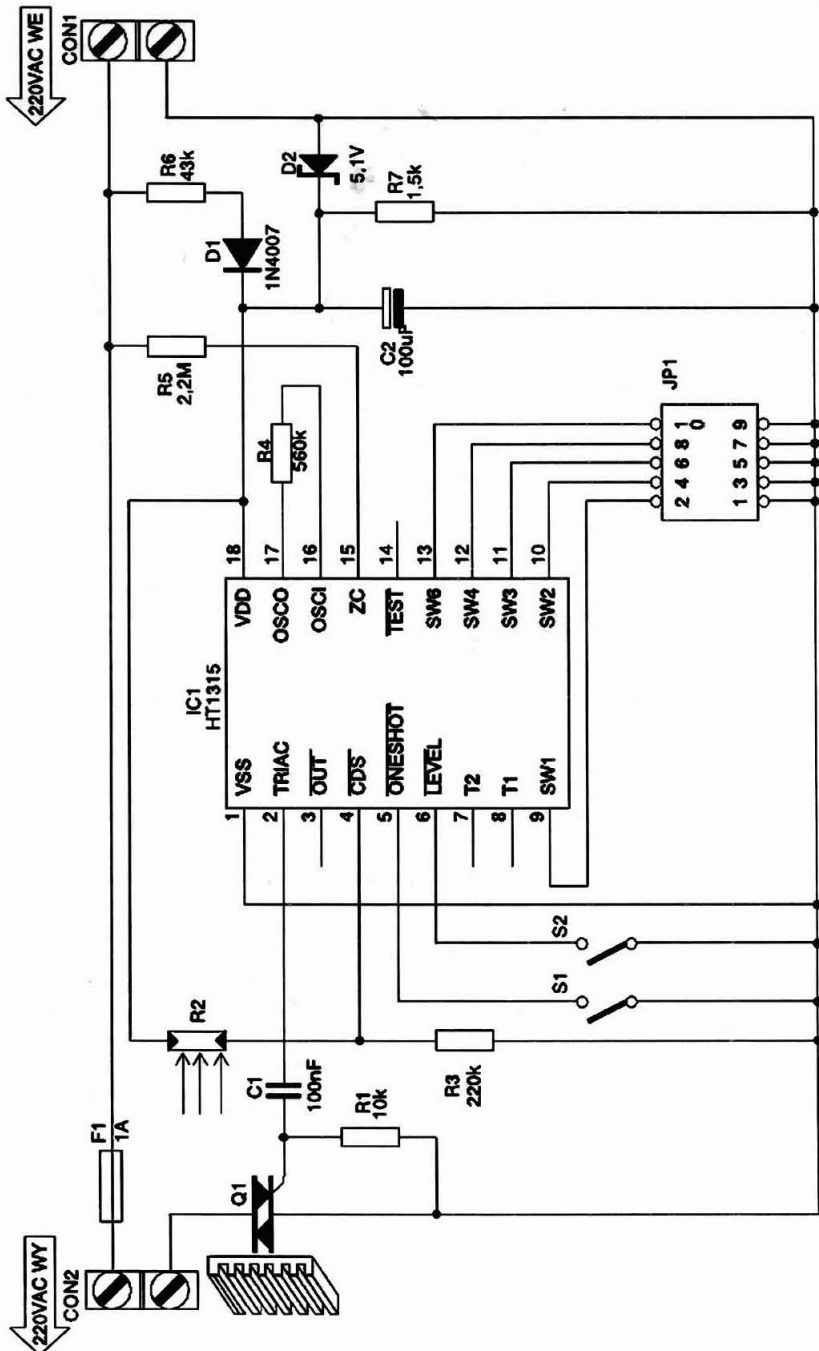 220VAC WE
CON1
R6
43k
D1
1N4007
D2
5,1V
R7
1,5k
C2
100uF
R5
2,2M
R4
560k
JP1
2 4 6 8 10
1 3 5 7 9
IC1
HT1315
18 VDD
17 OSCO
16 OSCI
15 ZC
14 TEST
13 SW6
12 SW4
11 SW3
10 SW2
1 VSS
2 TRIAC
3 OUT
4 CDS
5 ONESHOT
6 LEVEL
7 T2
8 T1
9 SW1
S2
S1
R2
R3
220k
C1
100nF
R1
10k
Q1
F1
1A
220VAC WY
CON2